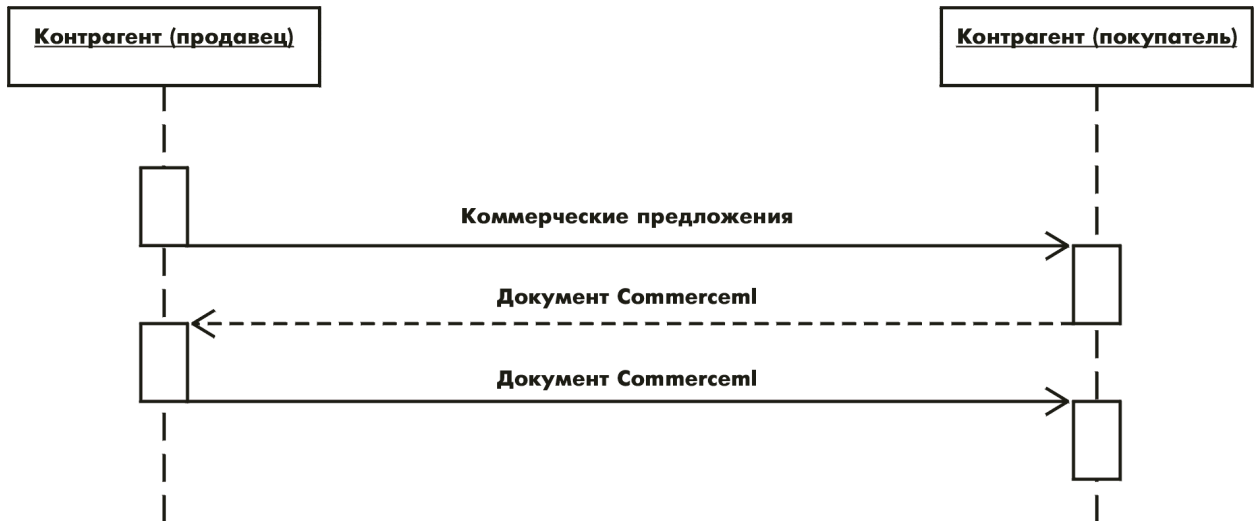 Контрагент (продавец)
Контрагент (покупатель)
Коммерческие предложения
Документ Commerceml
Документ Commerceml